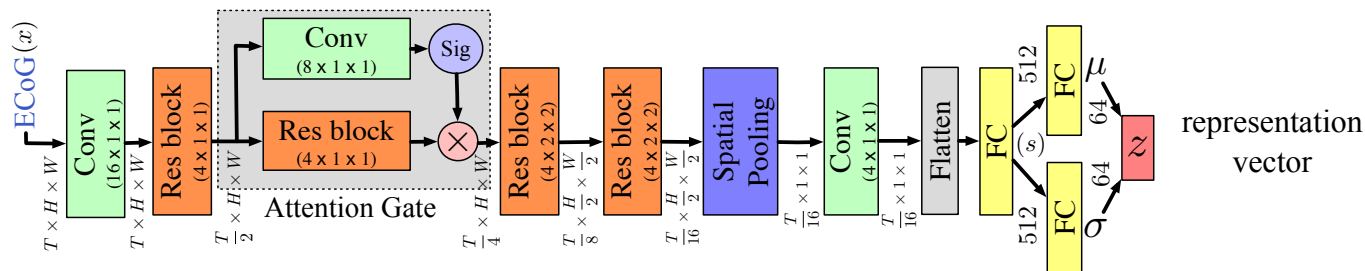 ECoG(x)
T × H × W
Conv
(16 x 1 x 1)
T × H × W
Res block
(4 x 1 x 1)
T/2 × H × W
Conv
(8 x 1 x 1)
Sig
Res block
(4 x 1 x 1)
×
Attention Gate
T/4 × H × W
Res block
(4 x 2 x 2)
T/8 × H/2 × W/2
Res block
(4 x 2 x 2)
T/16 × H/2 × W/2
Spatial
Pooling
T/16 × 1 × 1
Conv
(4 x 1 x 1)
T/16 × 1 × 1
Flatten
FC
(s)
512
FC
μ
64
512
FC
σ
64
z
representation
vector